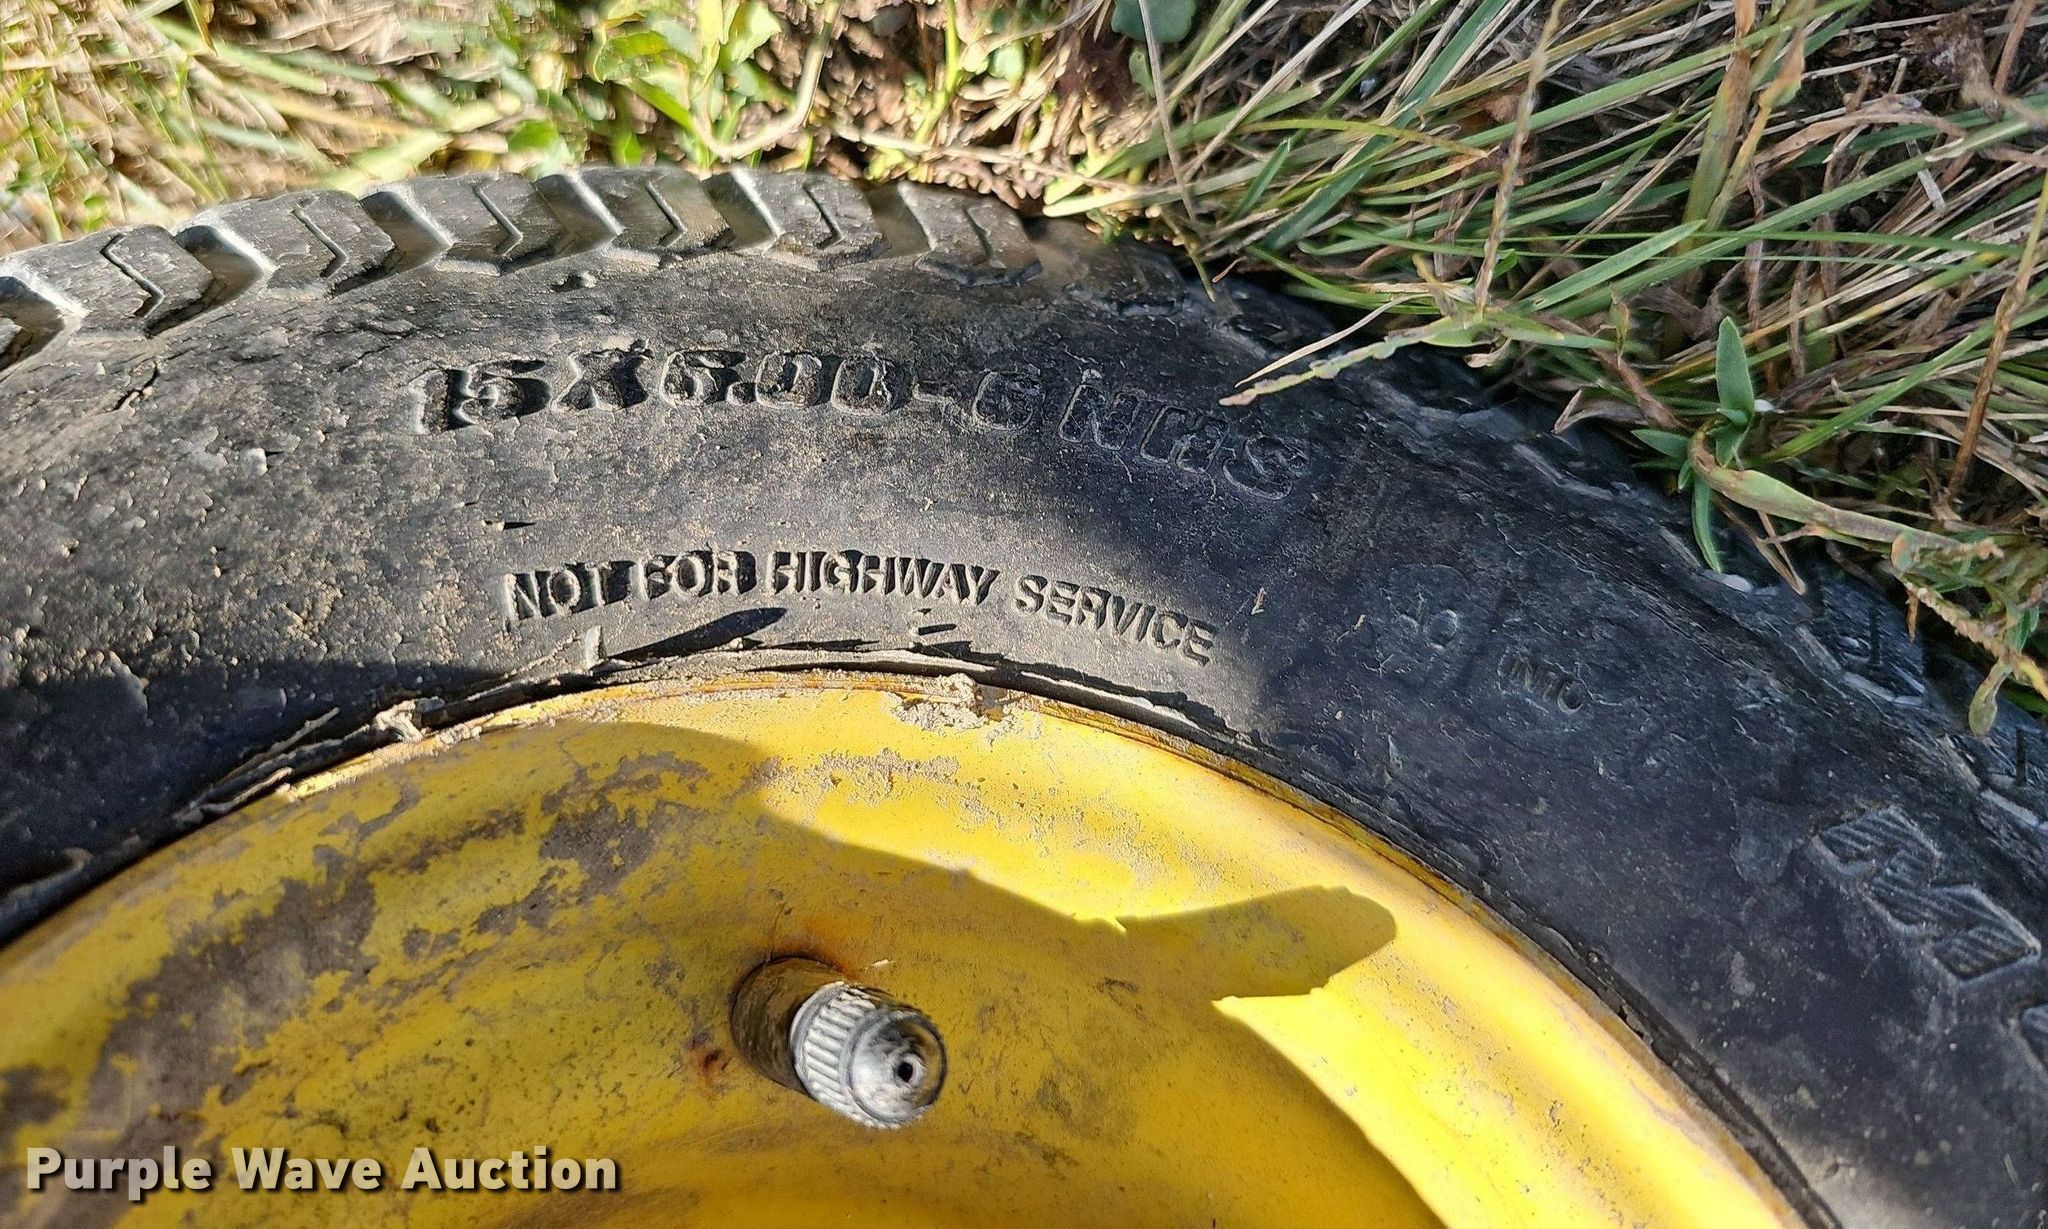 15X6.00-6 NHS
NOT FOR HIGHWAY SERVICE
Purple Wave Auction